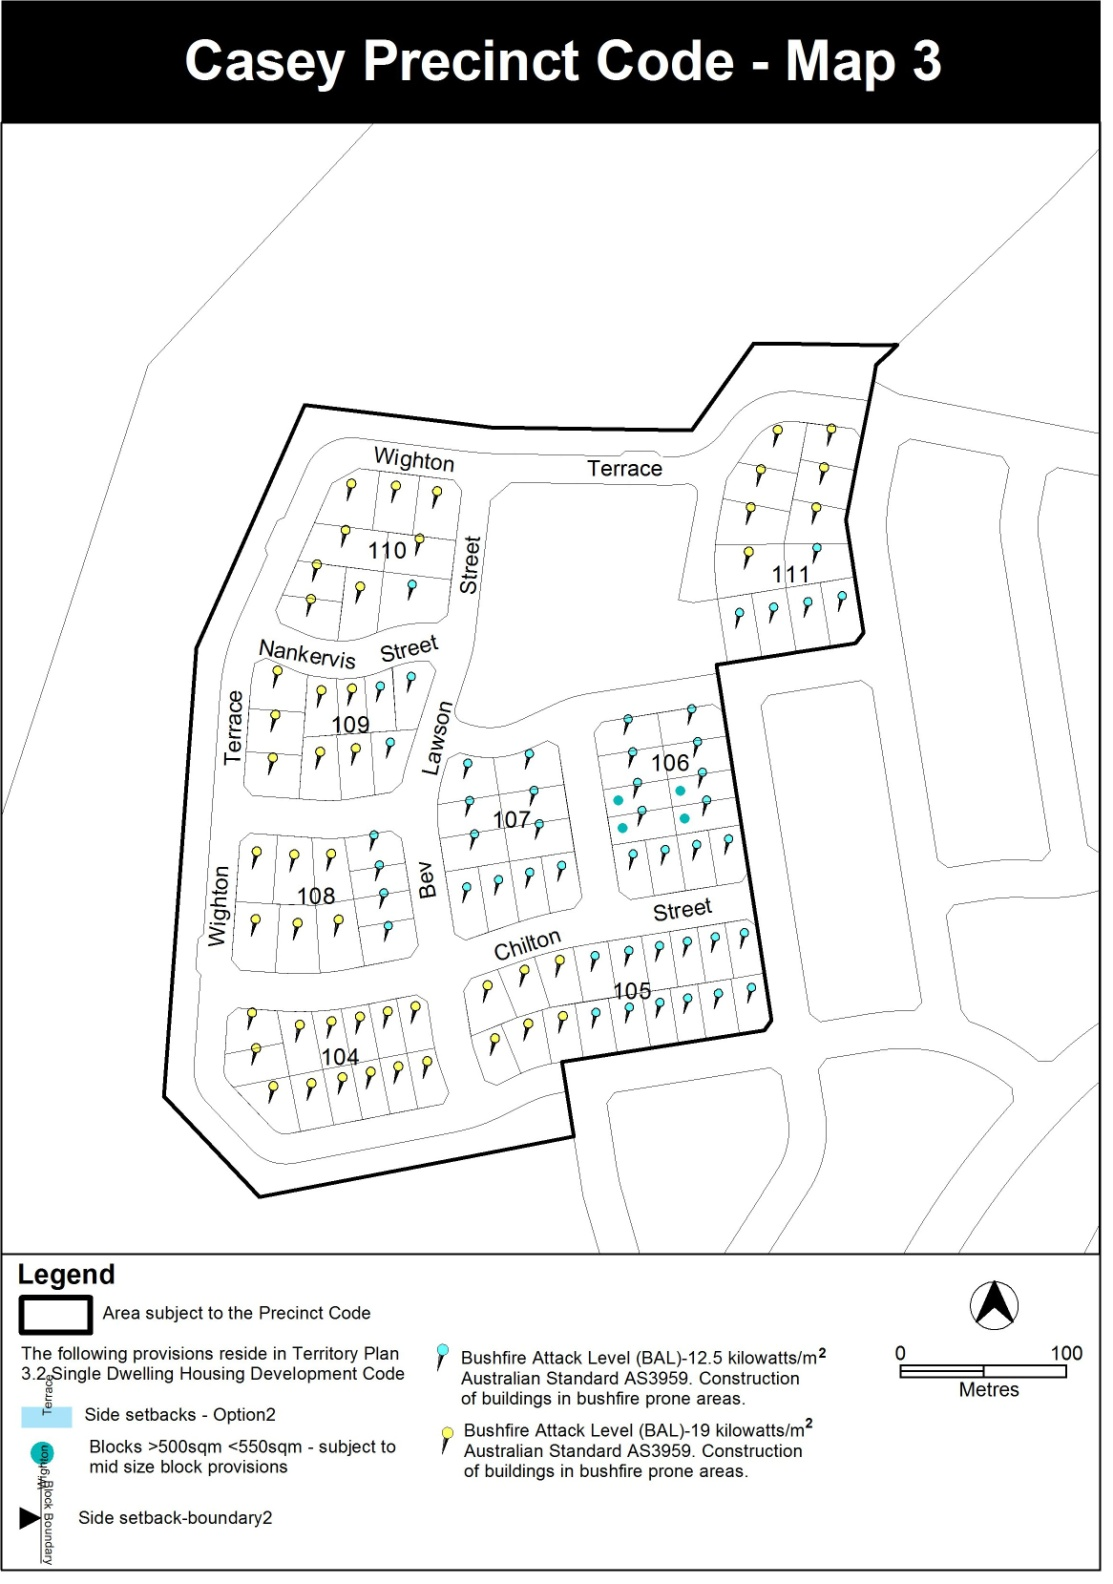 Casey Precinct Code - Map 3
Wighton
Terrace
110
Street
111
Nankervis
Street
Terrace
109
Lawson
106
107
Wighton
108
Bev
Street
Chilton
105
104
Legend
Area subject to the Precinct Code
The following provisions reside in Territory Plan
3.2 Single Dwelling Housing Development Code
Terrace
Side setbacks - Option2
Blocks >500sqm <550sqm - subject to
mid size block provisions
Wighton
Block Boundary
Side setback-boundary2
Bushfire Attack Level (BAL)-12.5 kilowatts/m²
Australian Standard AS3959. Construction
of buildings in bushfire prone areas.
Bushfire Attack Level (BAL)-19 kilowatts/m²
Australian Standard AS3959. Construction
of buildings in bushfire prone areas.
0 100
Metres